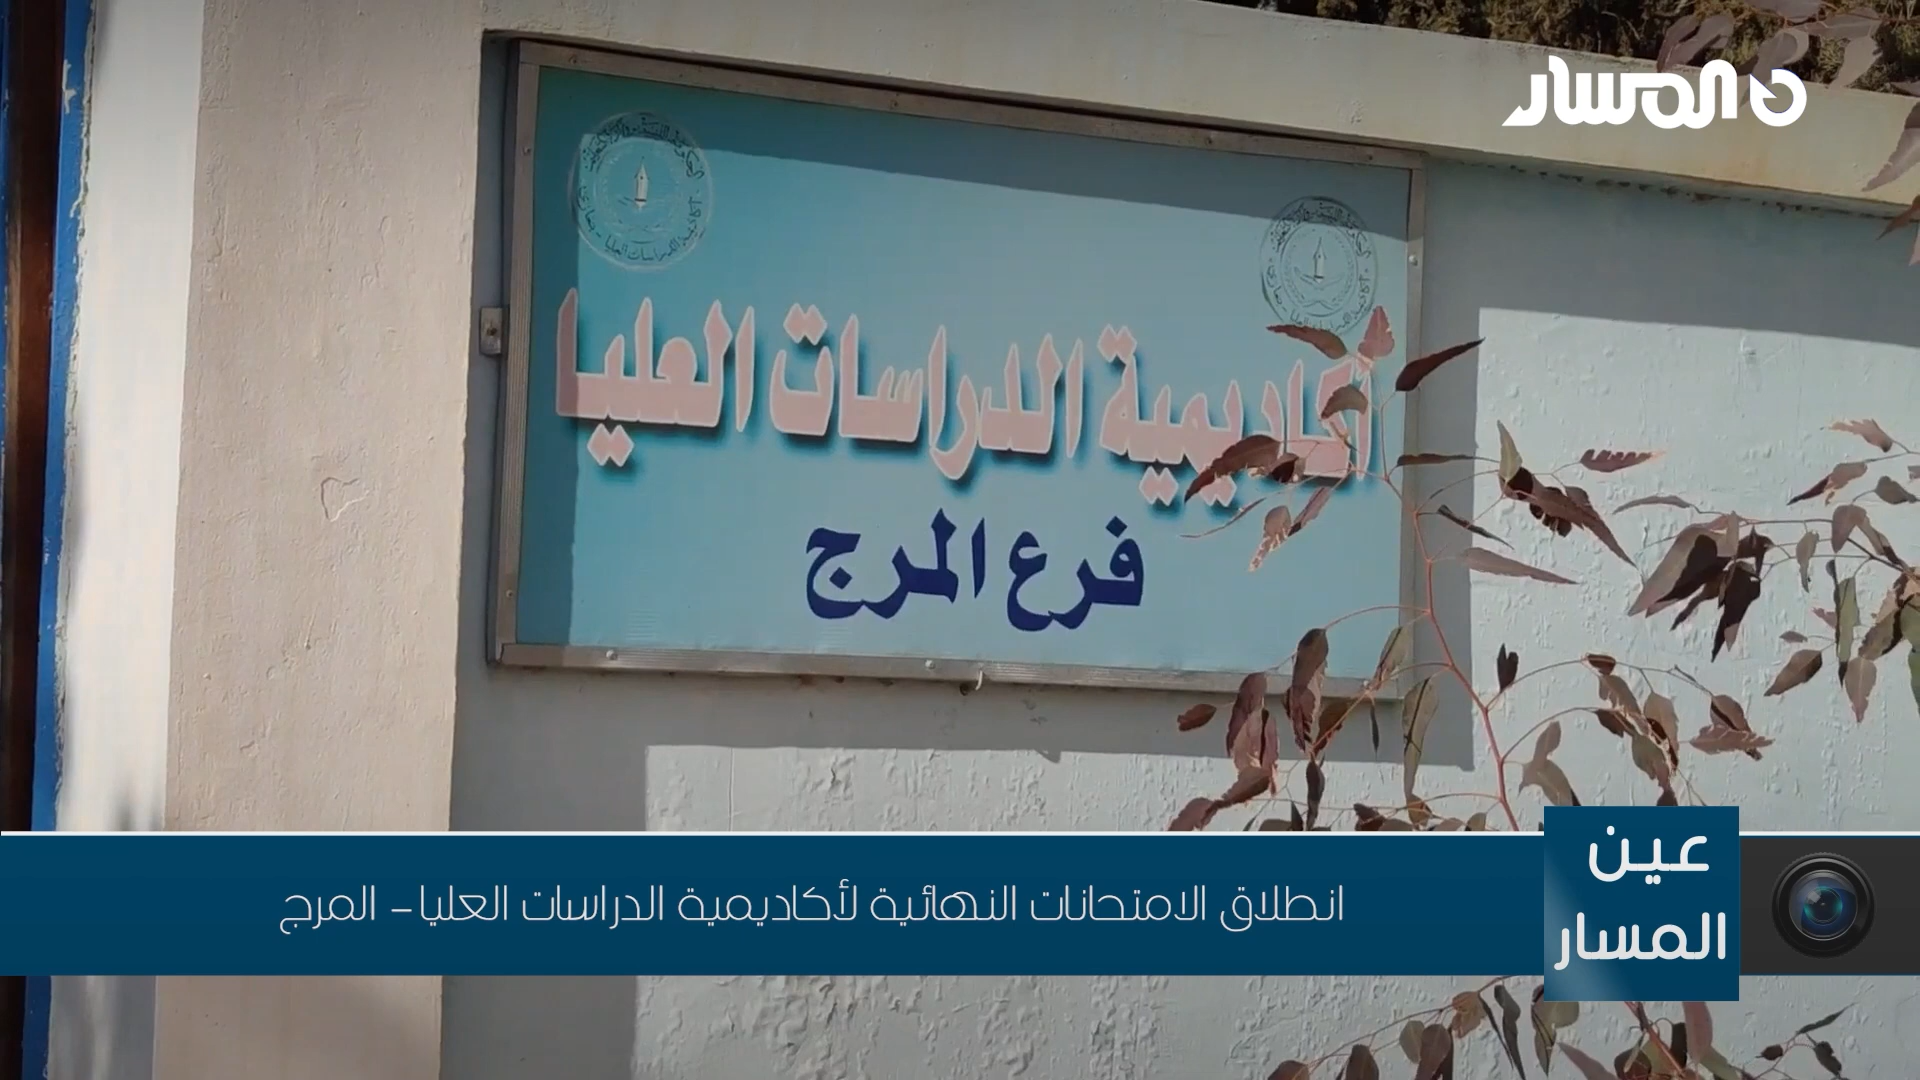 المسار
أكاديمية الدراسات العليا
فرع المرج
انطلاق الامتحانات النهائية لأكاديمية الدراسات العليا- المرج
عين
المسار